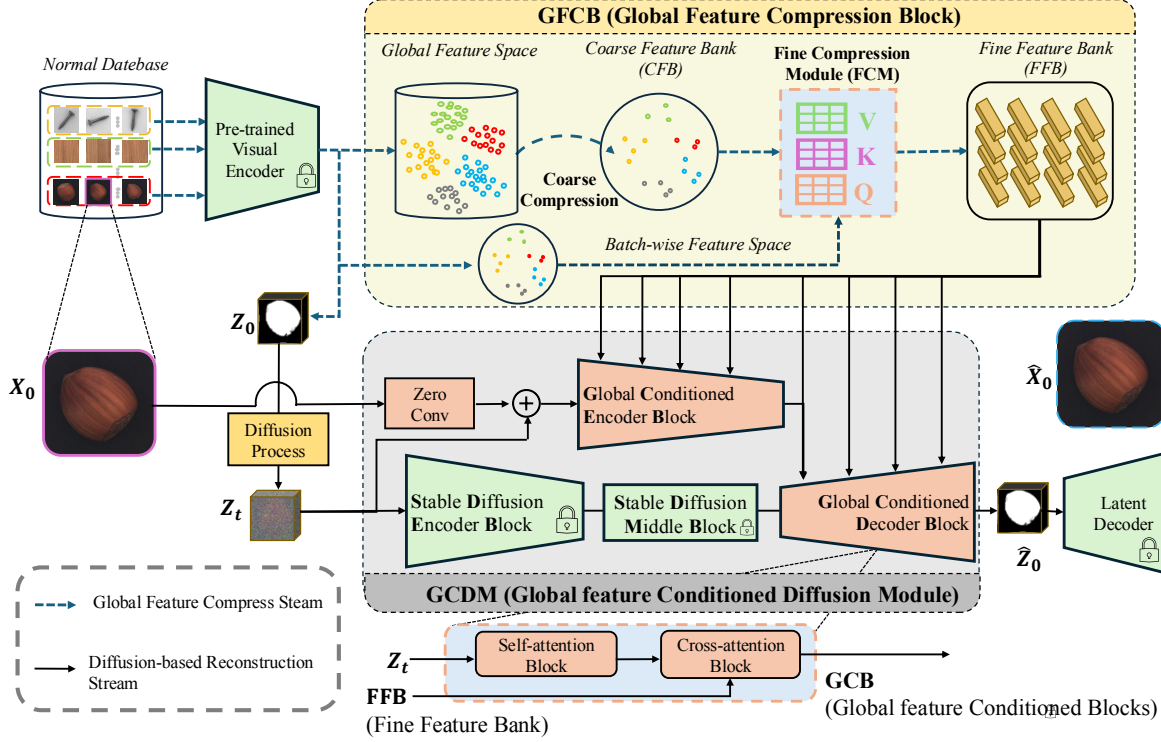 GFCB (Global Feature Compression Block)
Normal Datebase
Global Feature Space
Coarse Feature Bank
(CFB)
Fine Compression
Module (FCM)
Fine Feature Bank
(FFB)
Pre-trained
Visual
Encoder
V
K
Q
Coarse
Compression
Batch-wise Feature Space
Z₀
X₀
Zero
Conv
Global Conditioned
Encoder Block
X̂₀
Diffusion
Process
Z_t
Stable Diffusion
Encoder Block
Stable Diffusion
Middle Block
Global Conditioned
Decoder Block
Latent
Decoder
Ẑ₀
GCDM (Global feature Conditioned Diffusion Module)
Global Feature Compress Steam
Diffusion-based Reconstruction
Stream
Z_t
Self-attention
Block
Cross-attention
Block
FFB
(Fine Feature Bank)
GCB
(Global feature Conditioned Blocks)